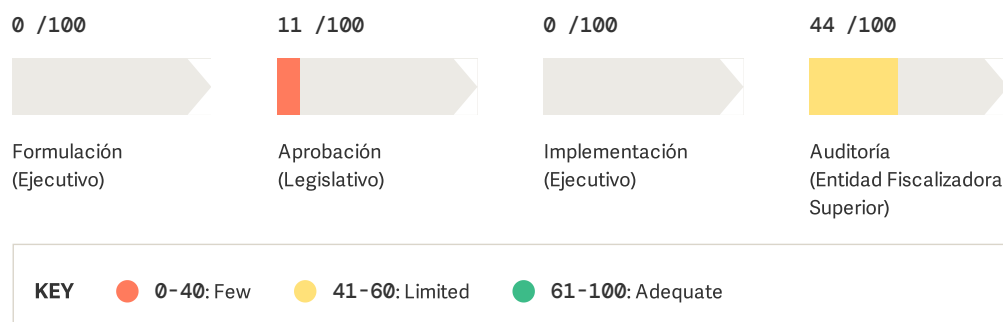 0 /100
11 /100
0 /100
44 /100
Formulación
(Ejecutivo)
Aprobación
(Legislativo)
Implementación
(Ejecutivo)
Auditoría
(Entidad Fiscalizadora
Superior)
KEY
0-40: Few
41-60: Limited
61-100: Adequate